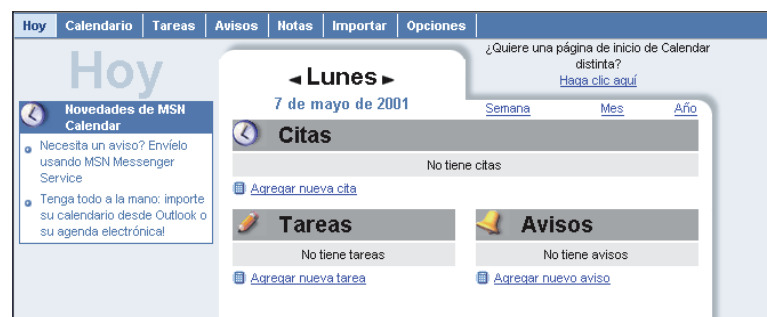 Hoy Calendario Tareas Avisos Notas Importar Opciones
Hoy
Novedades de MSN
Calendar
Necesita un aviso? Envíelo
usando MSN Messenger
Service
Tenga todo a la mano: importe
su calendario desde Outlook o
su agenda electrónica!
Lunes
7 de mayo de 2001
¿Quiere una página de inicio de Calendar
distinta?
Haga clic aquí
Semana Mes Año
Citas
No tiene citas
Agregar nueva cita
Tareas
No tiene tareas
Agregar nueva tarea
Avisos
No tiene avisos
Agregar nuevo aviso